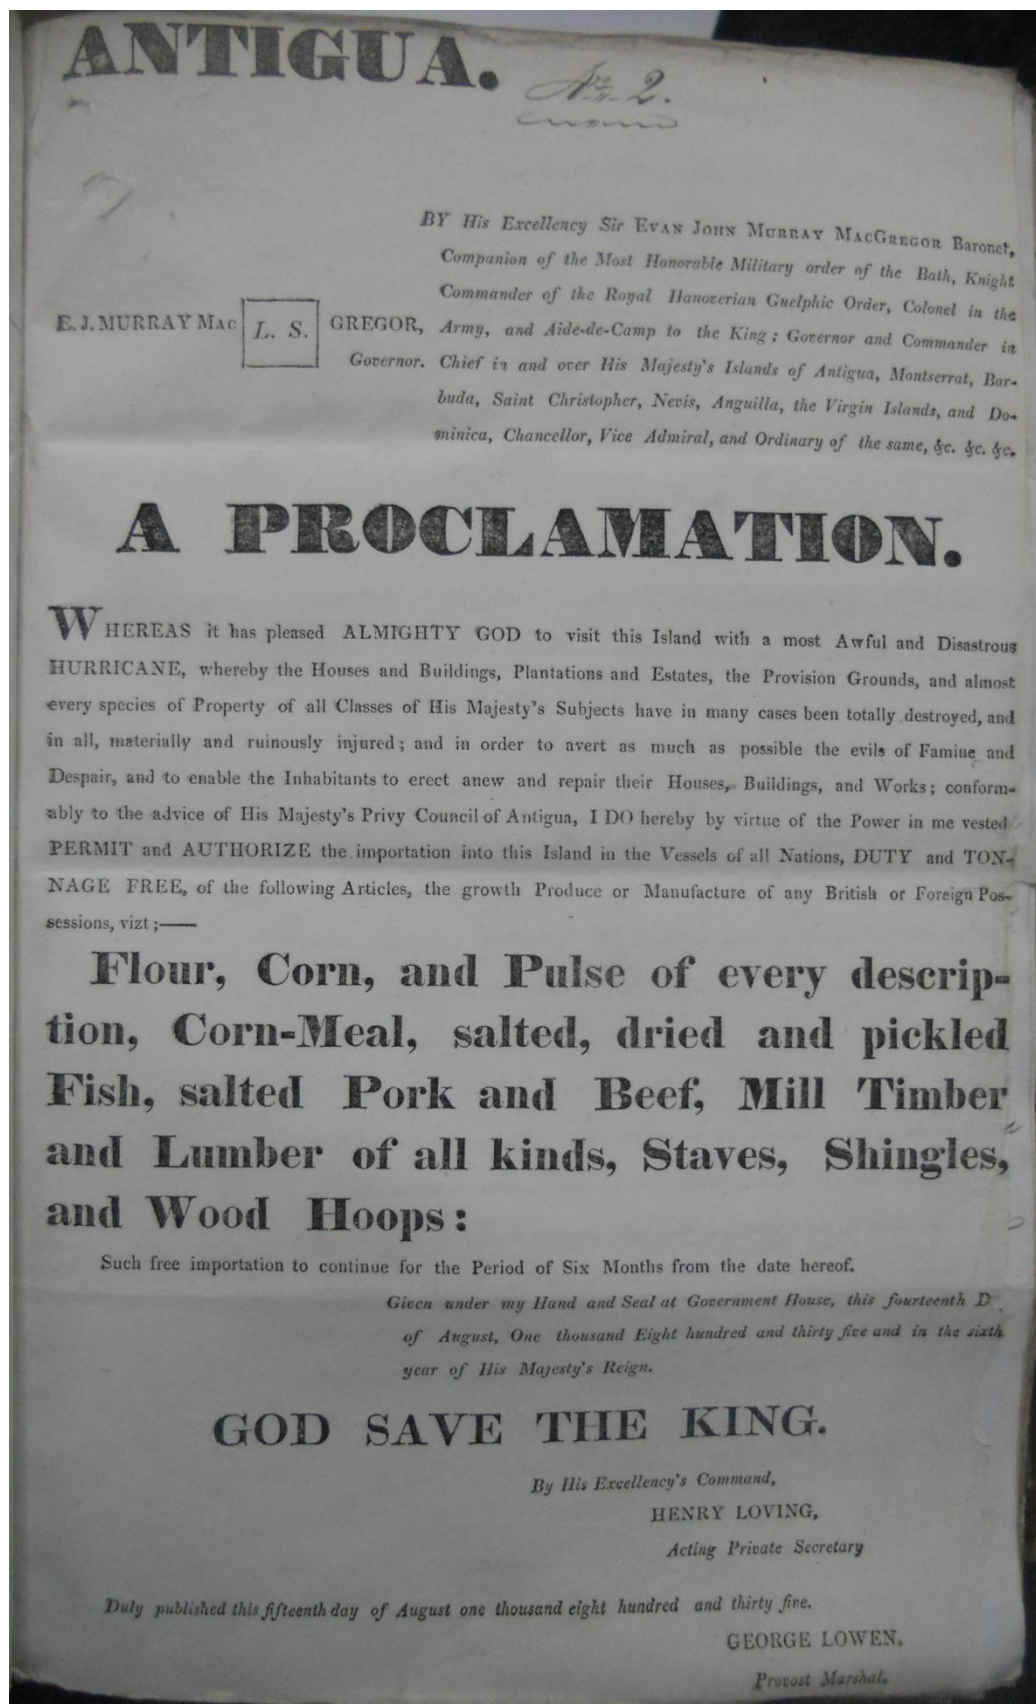 ANTIGUA.
No. 2.
BY His Excellency Sir EVAN JOHN MURRAY MACGREGOR Baronet,
Companion of the Most Honorable Military order of the Bath, Knight
Commander of the Royal Hanoverian Guelphic Order, Colonel in the
E. J. MURRAY MAC L. S. GREGOR, Army, and Aide-de-Camp to the King; Governor and Commander in
Governor. Chief in and over His Majesty's Islands of Antigua, Montserrat, Bar-
buda, Saint Christopher, Nevis, Anguilla, the Virgin Islands, and Do-
minica, Chancellor, Vice Admiral, and Ordinary of the same, &c. &c. &c.
A PROCLAMATION.
WHEREAS it has pleased ALMIGHTY GOD to visit this Island with a most Awful and Disastrous
HURRICANE, whereby the Houses and Buildings, Plantations and Estates, the Provision Grounds, and almost
every species of Property of all Classes of His Majesty's Subjects have in many cases been totally destroyed, and
in all, materially and ruinously injured; and in order to avert as much as possible the evils of Famine and
Despair, and to enable the Inhabitants to erect anew and repair their Houses, Buildings, and Works; conform-
ably to the advice of His Majesty's Privy Council of Antigua, I DO hereby by virtue of the Power in me vested
PERMIT and AUTHORIZE the importation into this Island in the Vessels of all Nations, DUTY and TON-
NAGE FREE, of the following Articles, the growth Produce or Manufacture of any British or Foreign Pos-
sessions, vizt;——
Flour, Corn, and Pulse of every descrip-
tion, Corn-Meal, salted, dried and pickled
Fish, salted Pork and Beef, Mill Timber
and Lumber of all kinds, Staves, Shingles,
and Wood Hoops:
Such free importation to continue for the Period of Six Months from the date hereof.
Given under my Hand and Seal at Government House, this fourteenth D
of August, One thousand Eight hundred and thirty five and in the sixth
year of His Majesty's Reign.
GOD SAVE THE KING.
By His Excellency's Command,
HENRY LOVING,
Acting Private Secretary
Duly published this fifteenth day of August one thousand eight hundred and thirty five.
GEORGE LOWEN,
Provost Marshal.